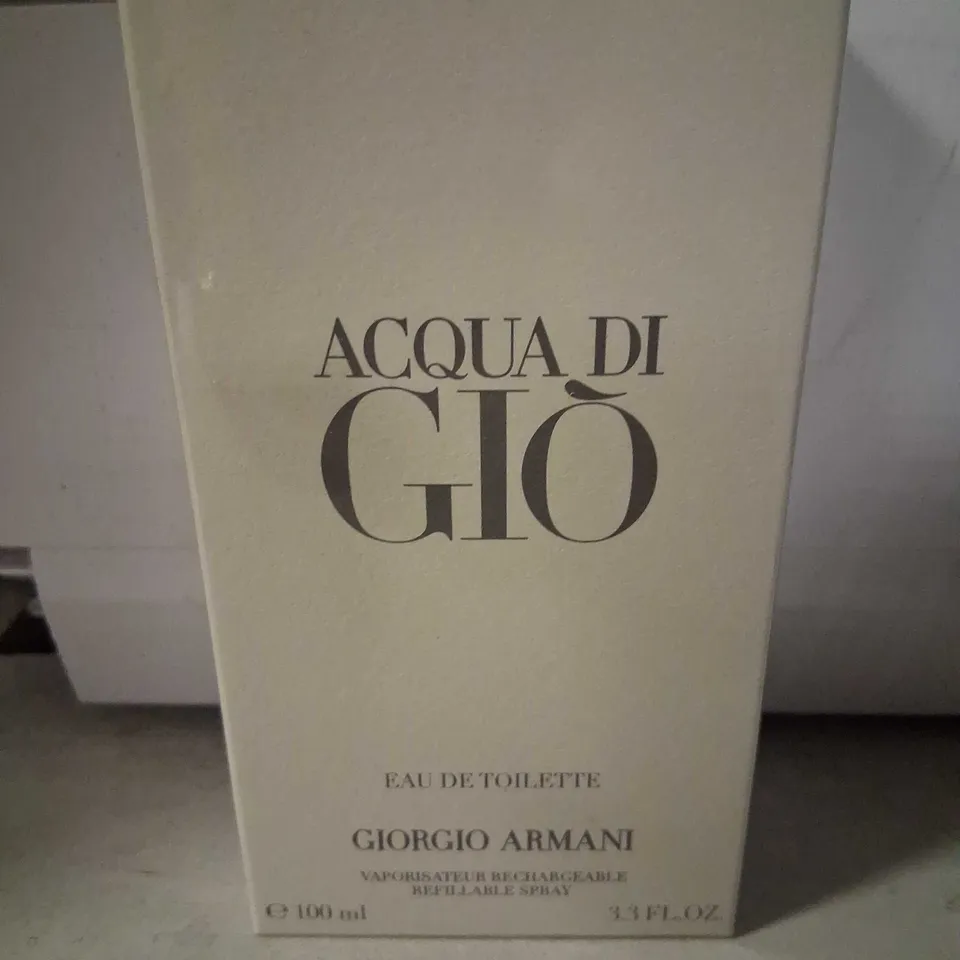 ACQUA DI
GIÒ
EAU DE TOILETTE
GIORGIO ARMANI
VAPORISATEUR RECHARGEABLE
REFILLABLE SPRAY
℮ 100 ml
3.3 FL.OZ.